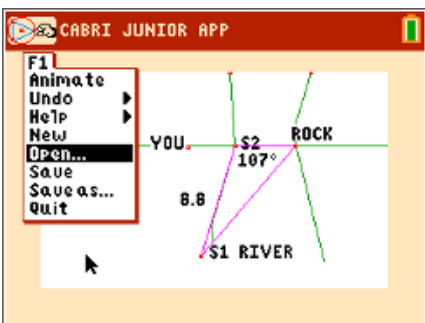 CABRI JUNIOR APP
F1
Animate
Undo
Help
New
Open...
Save
Save as...
Quit
YOU
S2
ROCK
107°
8.8
S1 RIVER